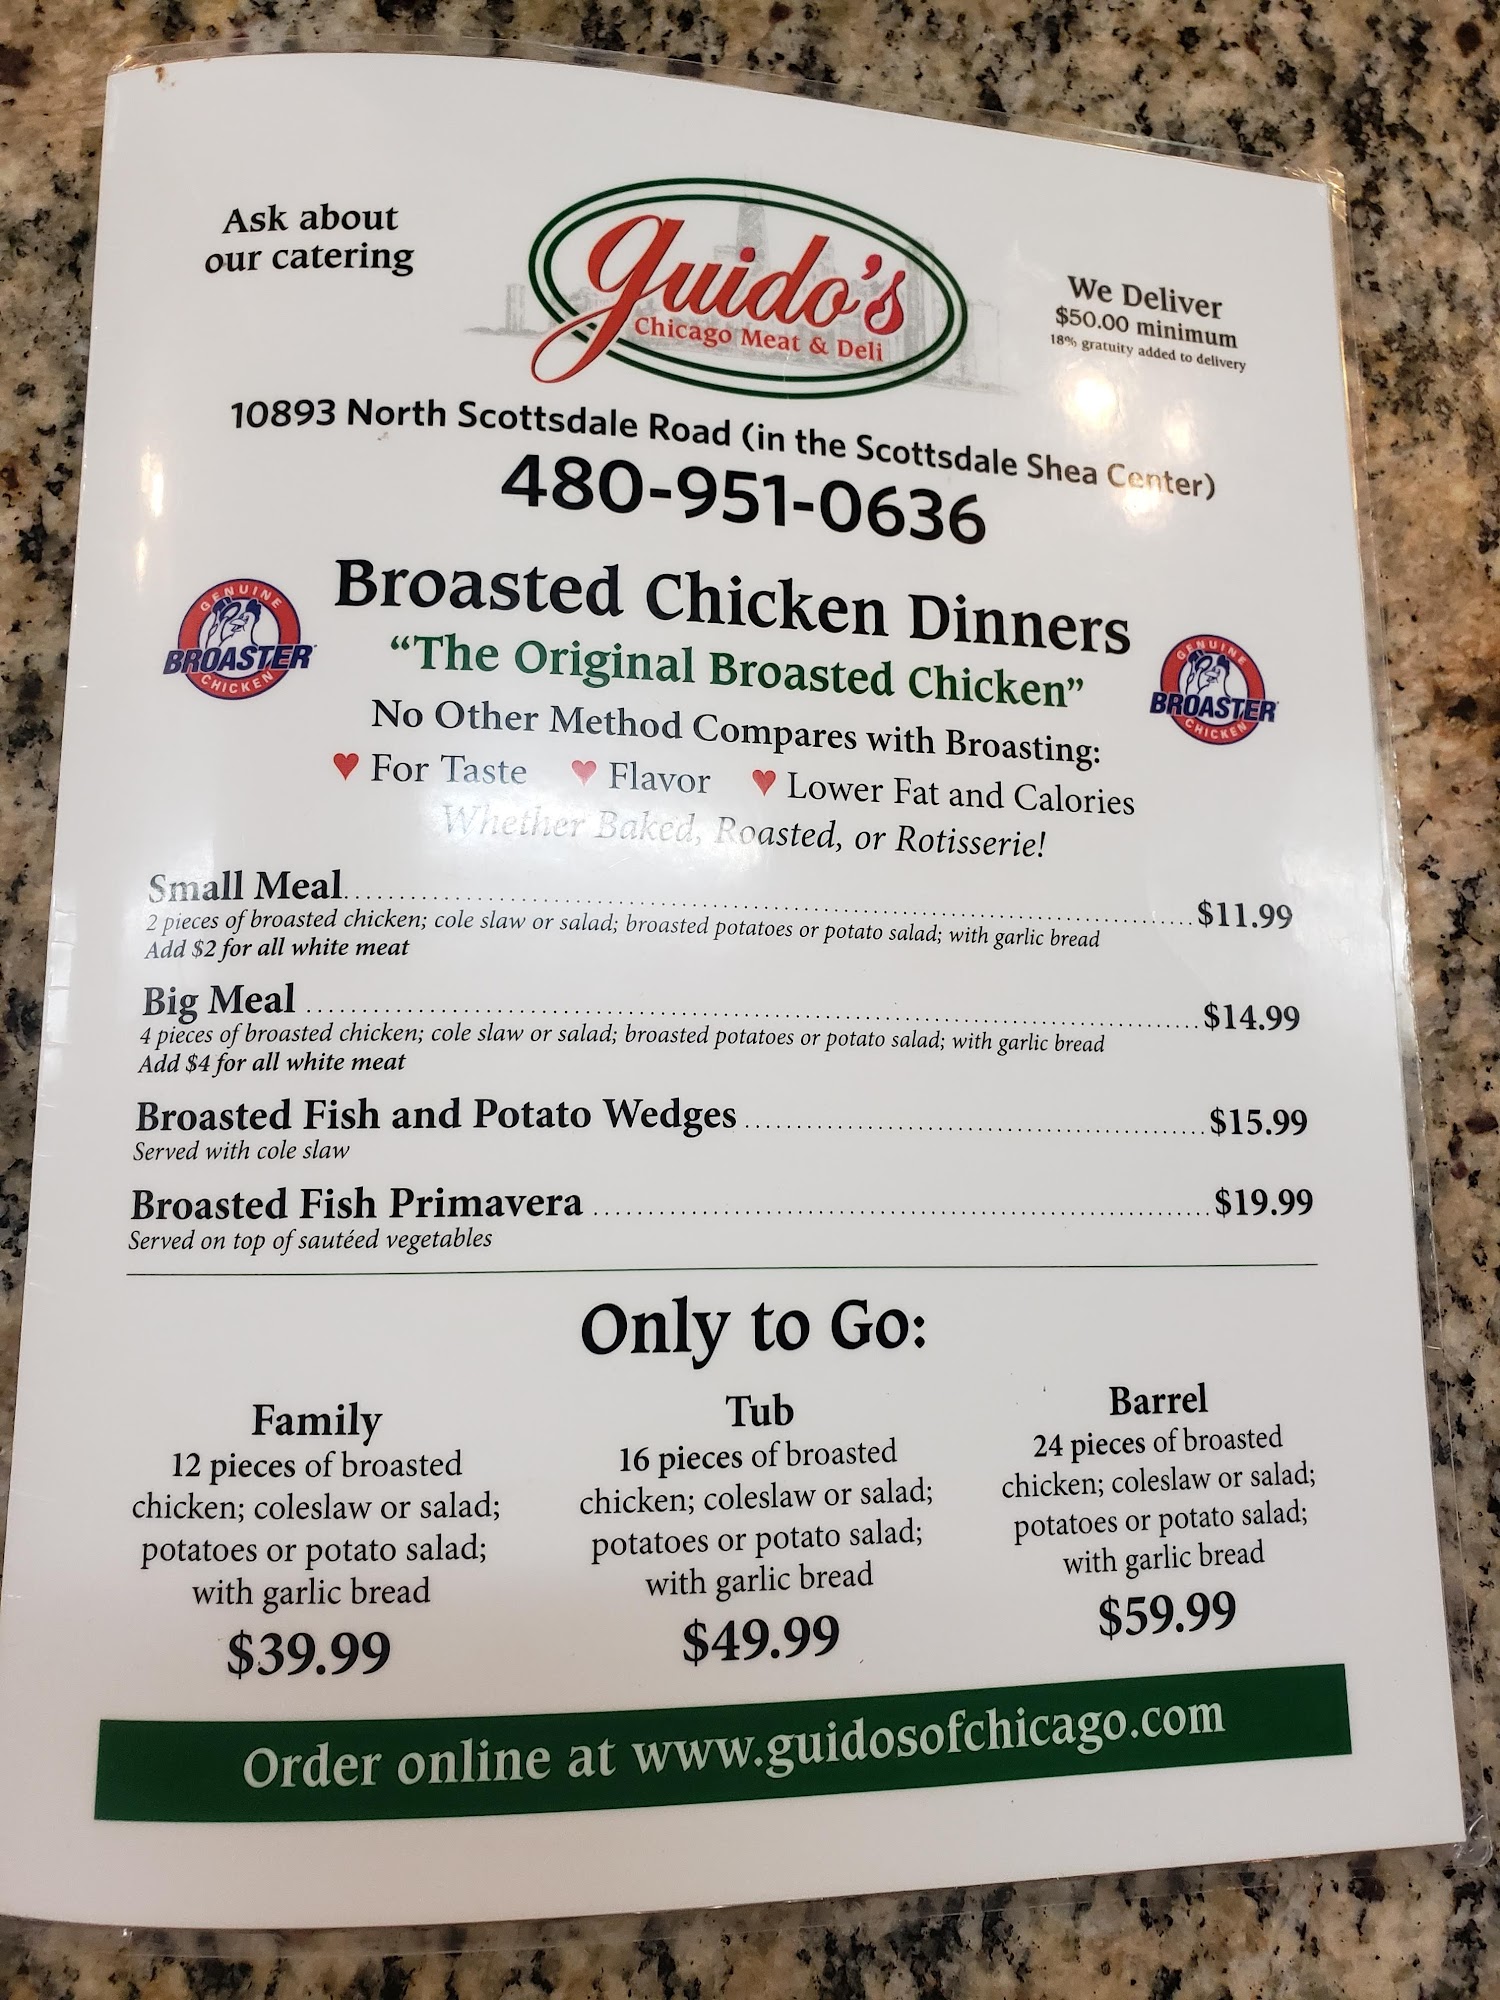 Ask about
our catering
Guido's
Chicago Meat & Deli
We Deliver
$50.00 minimum
18% gratuity added to delivery
10893 North Scottsdale Road (in the Scottsdale Shea Center)
480-951-0636
Broasted Chicken Dinners
"The Original Broasted Chicken"
GENUINE
BROASTER
CHICKEN
GENUINE
BROASTER
CHICKEN
No Other Method Compares with Broasting:
♥ For Taste ♥ Flavor ♥ Lower Fat and Calories
Whether Baked, Roasted, or Rotisserie!
Small Meal $11.99
2 pieces of broasted chicken; cole slaw or salad; broasted potatoes or potato salad; with garlic bread
Add $2 for all white meat
Big Meal $14.99
4 pieces of broasted chicken; cole slaw or salad; broasted potatoes or potato salad; with garlic bread
Add $4 for all white meat
Broasted Fish and Potato Wedges $15.99
Served with cole slaw
Broasted Fish Primavera $19.99
Served on top of sautéed vegetables
Only to Go:
Family
12 pieces of broasted
chicken; coleslaw or salad;
potatoes or potato salad;
with garlic bread
$39.99
Tub
16 pieces of broasted
chicken; coleslaw or salad;
potatoes or potato salad;
with garlic bread
$49.99
Barrel
24 pieces of broasted
chicken; coleslaw or salad;
potatoes or potato salad;
with garlic bread
$59.99
Order online at www.guidosofchicago.com